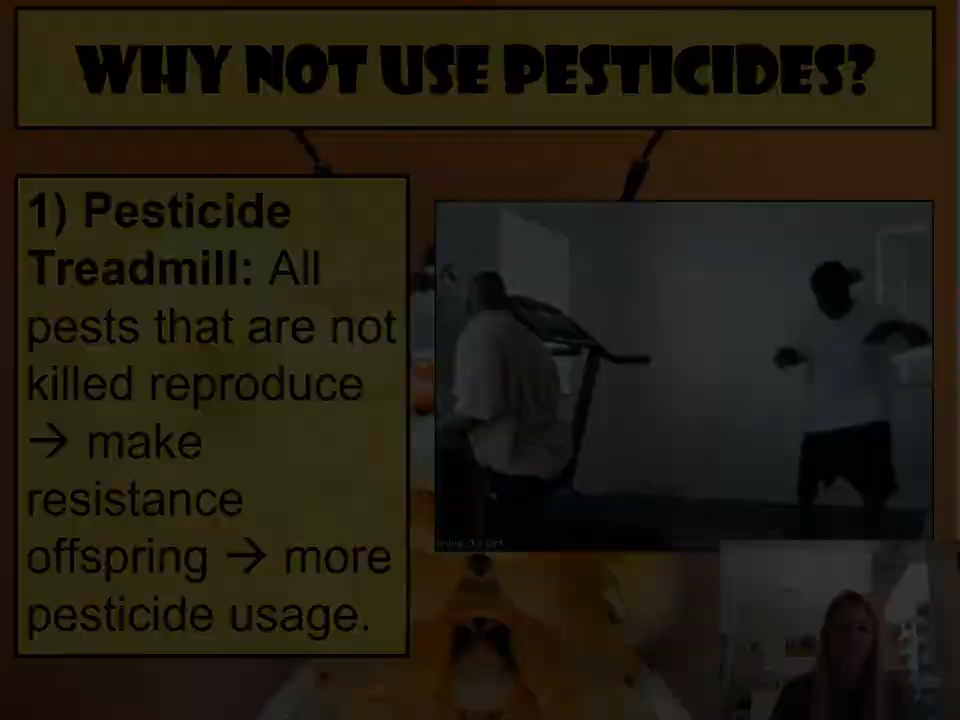 WHY NOT USE PESTICIDES?
1) Pesticide
Treadmill: All
pests that are not
killed reproduce
→ make
resistance
offspring → more
pesticide usage.